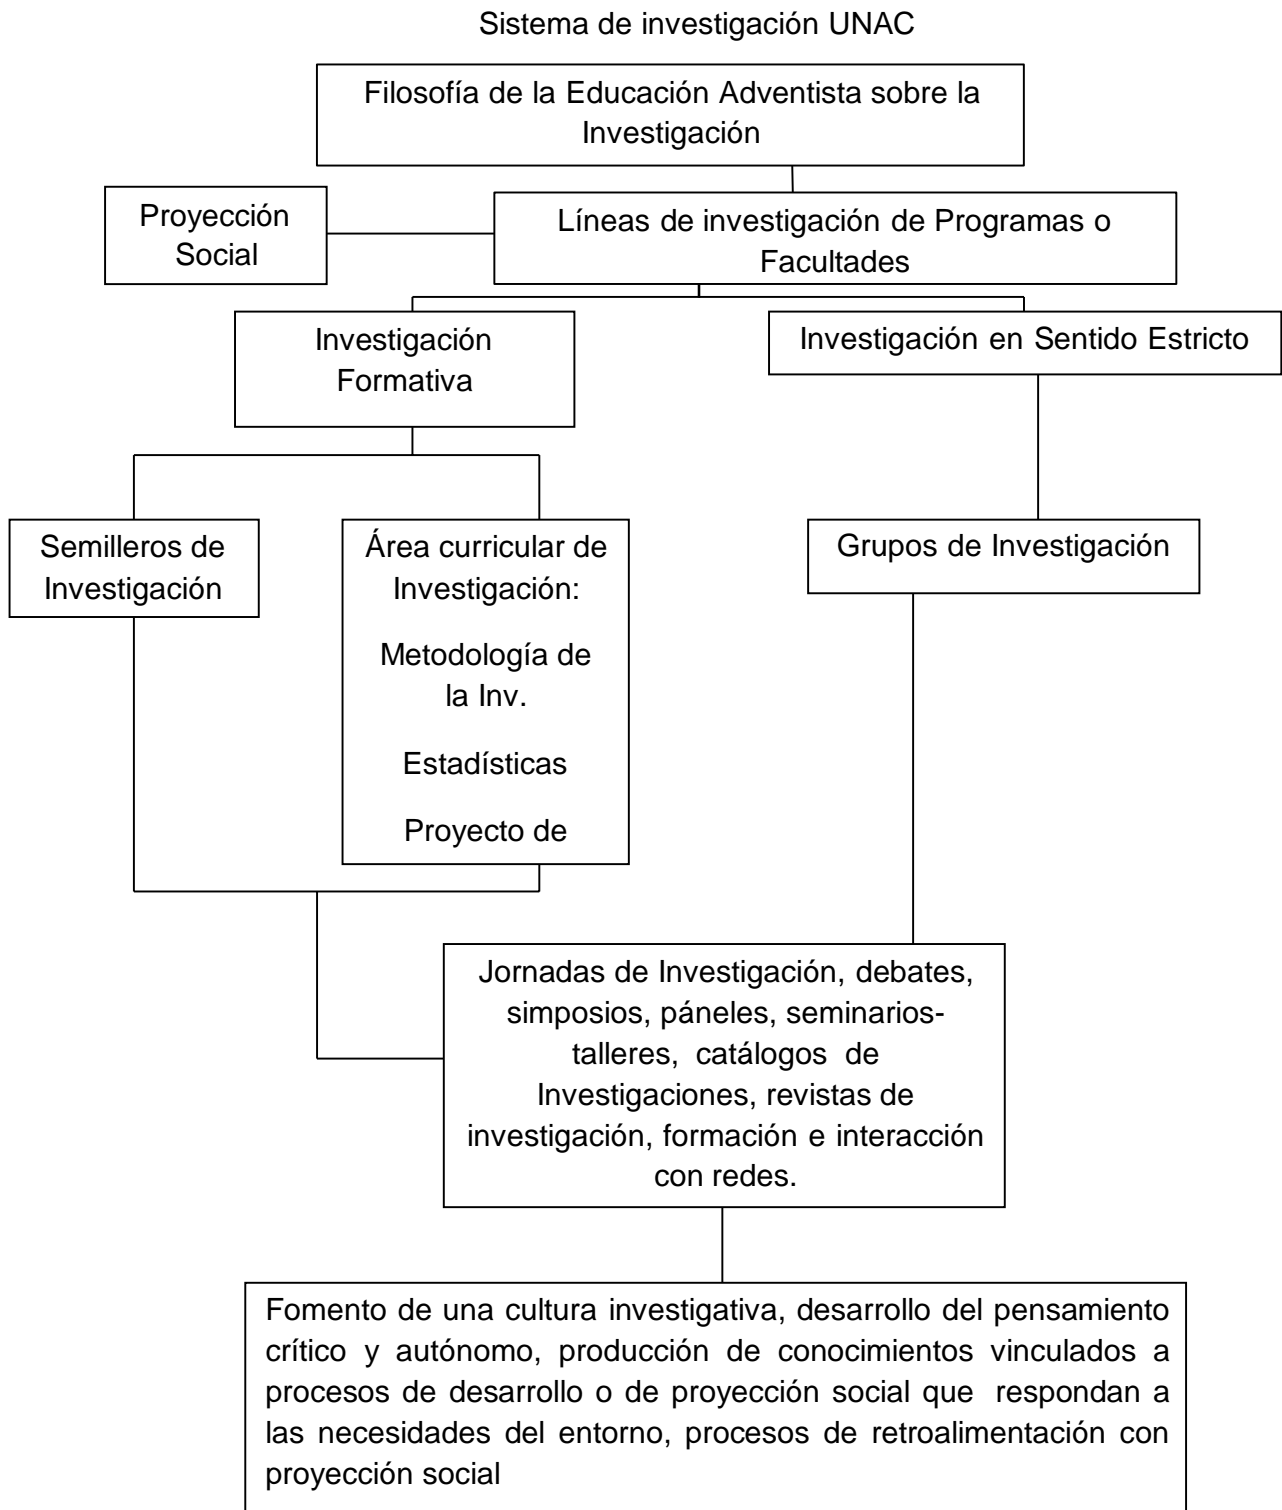 Sistema de investigación UNAC
Filosofía de la Educación Adventista sobre la
Investigación
Proyección
Social
Líneas de investigación de Programas o
Facultades
Investigación
Formativa
Investigación en Sentido Estricto
Semilleros de
Investigación
Área curricular de
Investigación:
Metodología de
la Inv.
Estadísticas
Proyecto de
Grupos de Investigación
Jornadas de Investigación, debates,
simposios, páneles, seminarios-
talleres, catálogos de
Investigaciones, revistas de
investigación, formación e interacción
con redes.
Fomento de una cultura investigativa, desarrollo del pensamiento
crítico y autónomo, producción de conocimientos vinculados a
procesos de desarrollo o de proyección social que respondan a
las necesidades del entorno, procesos de retroalimentación con
proyección social